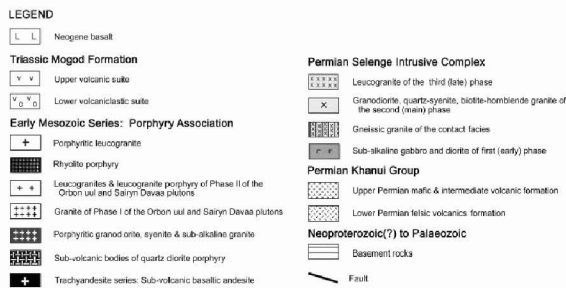 LEGEND
Neogene basalt
Triassic Mogod Formation
Upper volcanic suite
Lower volcaniclastic suite
Early Mesozoic Series: Porphyry Association
Porphyritic leucogranite
Rhyolite porphyry
Leucogranites & leucogranite porphyry of Phase II of the
Orbon uul and Sairyn Davaa plutons
Granite of Phase I of the Orbon uul and Sairyn Davaa plutons
Porphyritic granodiorite, syenite & sub-alkaline granite
Sub-volcanic bodies of quartz diorite porphyry
Trachyandesite series: Sub-volcanic basaltic andesite
Permian Selenge Intrusive Complex
Leucogranite of the third (late) phase
Granodiorite, quartz-syenite, biotite-hornblende granite of
the second (main) phase
Gneissic granite of the contact facies
Sub-alkaline gabbro and diorite of first (early) phase
Permian Khanui Group
Upper Permian mafic & intermediate volcanic formation
Lower Permian felsic volcanics formation
Neoproterozoic(?) to Palaeozoic
Basement rocks
Fault